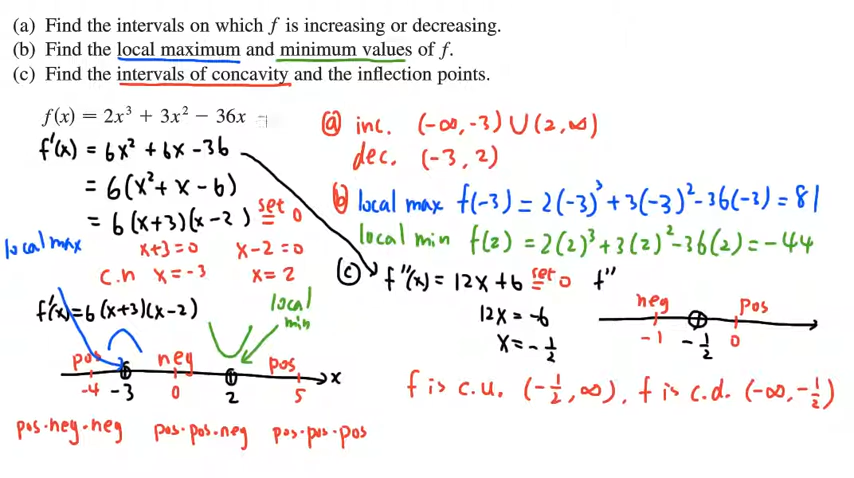 (a) Find the intervals on which f is increasing or decreasing.
(b) Find the local maximum and minimum values of f.
(c) Find the intervals of concavity and the inflection points.
f(x) = 2x³ + 3x² − 36x
f'(x) = 6x² + 6x - 36
= 6(x² + x - 6)
= 6(x+3)(x-2) set = 0
x+3=0 x-2=0
c.n x=-3 x=2
local max
f'(x)=6(x+3)(x-2)
local min
pos neg pos
-4 -3 0 2 5 x
pos·neg·neg pos·pos·neg pos·pos·pos
(a) inc. (-∞,-3) ∪ (2,∞)
dec. (-3,2)
(b) local max f(-3) = 2(-3)³+3(-3)²-36(-3) = 81
local min f(2) = 2(2)³+3(2)²-36(2) = -44
(c) f"(x) = 12x+6 set = 0 f"
12x = -6
x = -1/2
neg pos
-1 -1/2 0
f is c.u. (-1/2,∞), f is c.d. (-∞,-1/2)